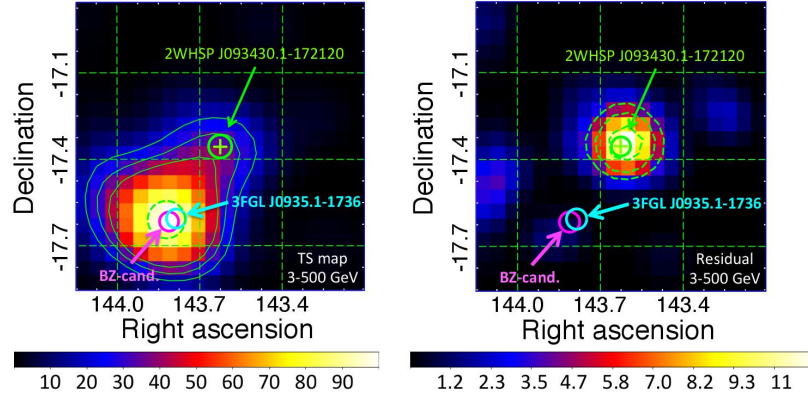 2WHSP J093430.1-172120
3FGL J0935.1-1736
BZ-cand.
TS map
3-500 GeV
Declination
-17.1
-17.4
-17.7
144.0 143.7 143.4
Right ascension
10 20 30 40 50 60 70 80 90
2WHSP J093430.1-172120
3FGL J0935.1-1736
BZ-cand.
Residual
3-500 GeV
Declination
-17.1
-17.4
-17.7
144.0 143.7 143.4
Right ascension
1.2 2.3 3.5 4.7 5.8 7.0 8.2 9.3 11